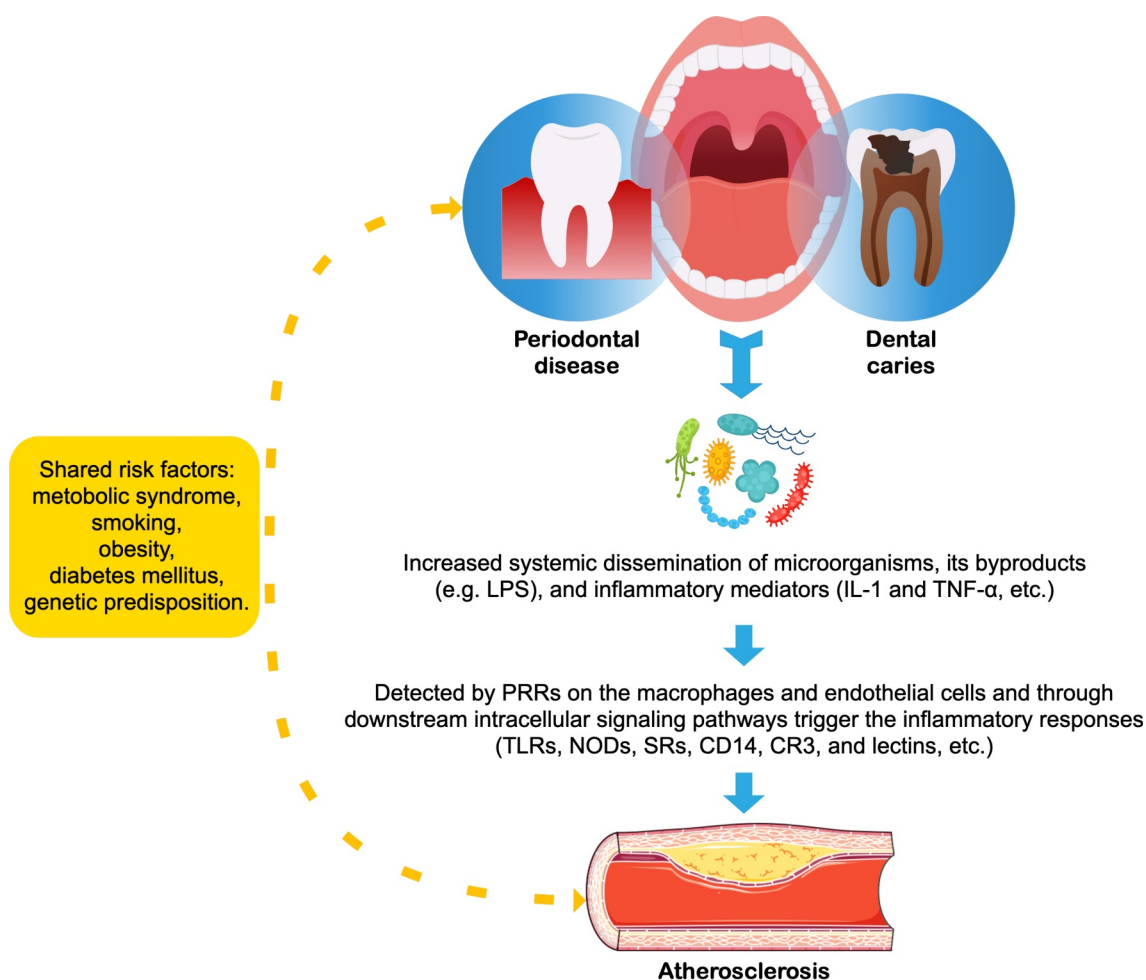 Periodontal
disease
Dental
caries
Shared risk factors:
metobolic syndrome,
smoking,
obesity,
diabetes mellitus,
genetic predisposition.
Increased systemic dissemination of microorganisms, its byproducts
(e.g. LPS), and inflammatory mediators (IL-1 and TNF-α, etc.)
Detected by PRRs on the macrophages and endothelial cells and through
downstream intracellular signaling pathways trigger the inflammatory responses
(TLRs, NODs, SRs, CD14, CR3, and lectins, etc.)
Atherosclerosis